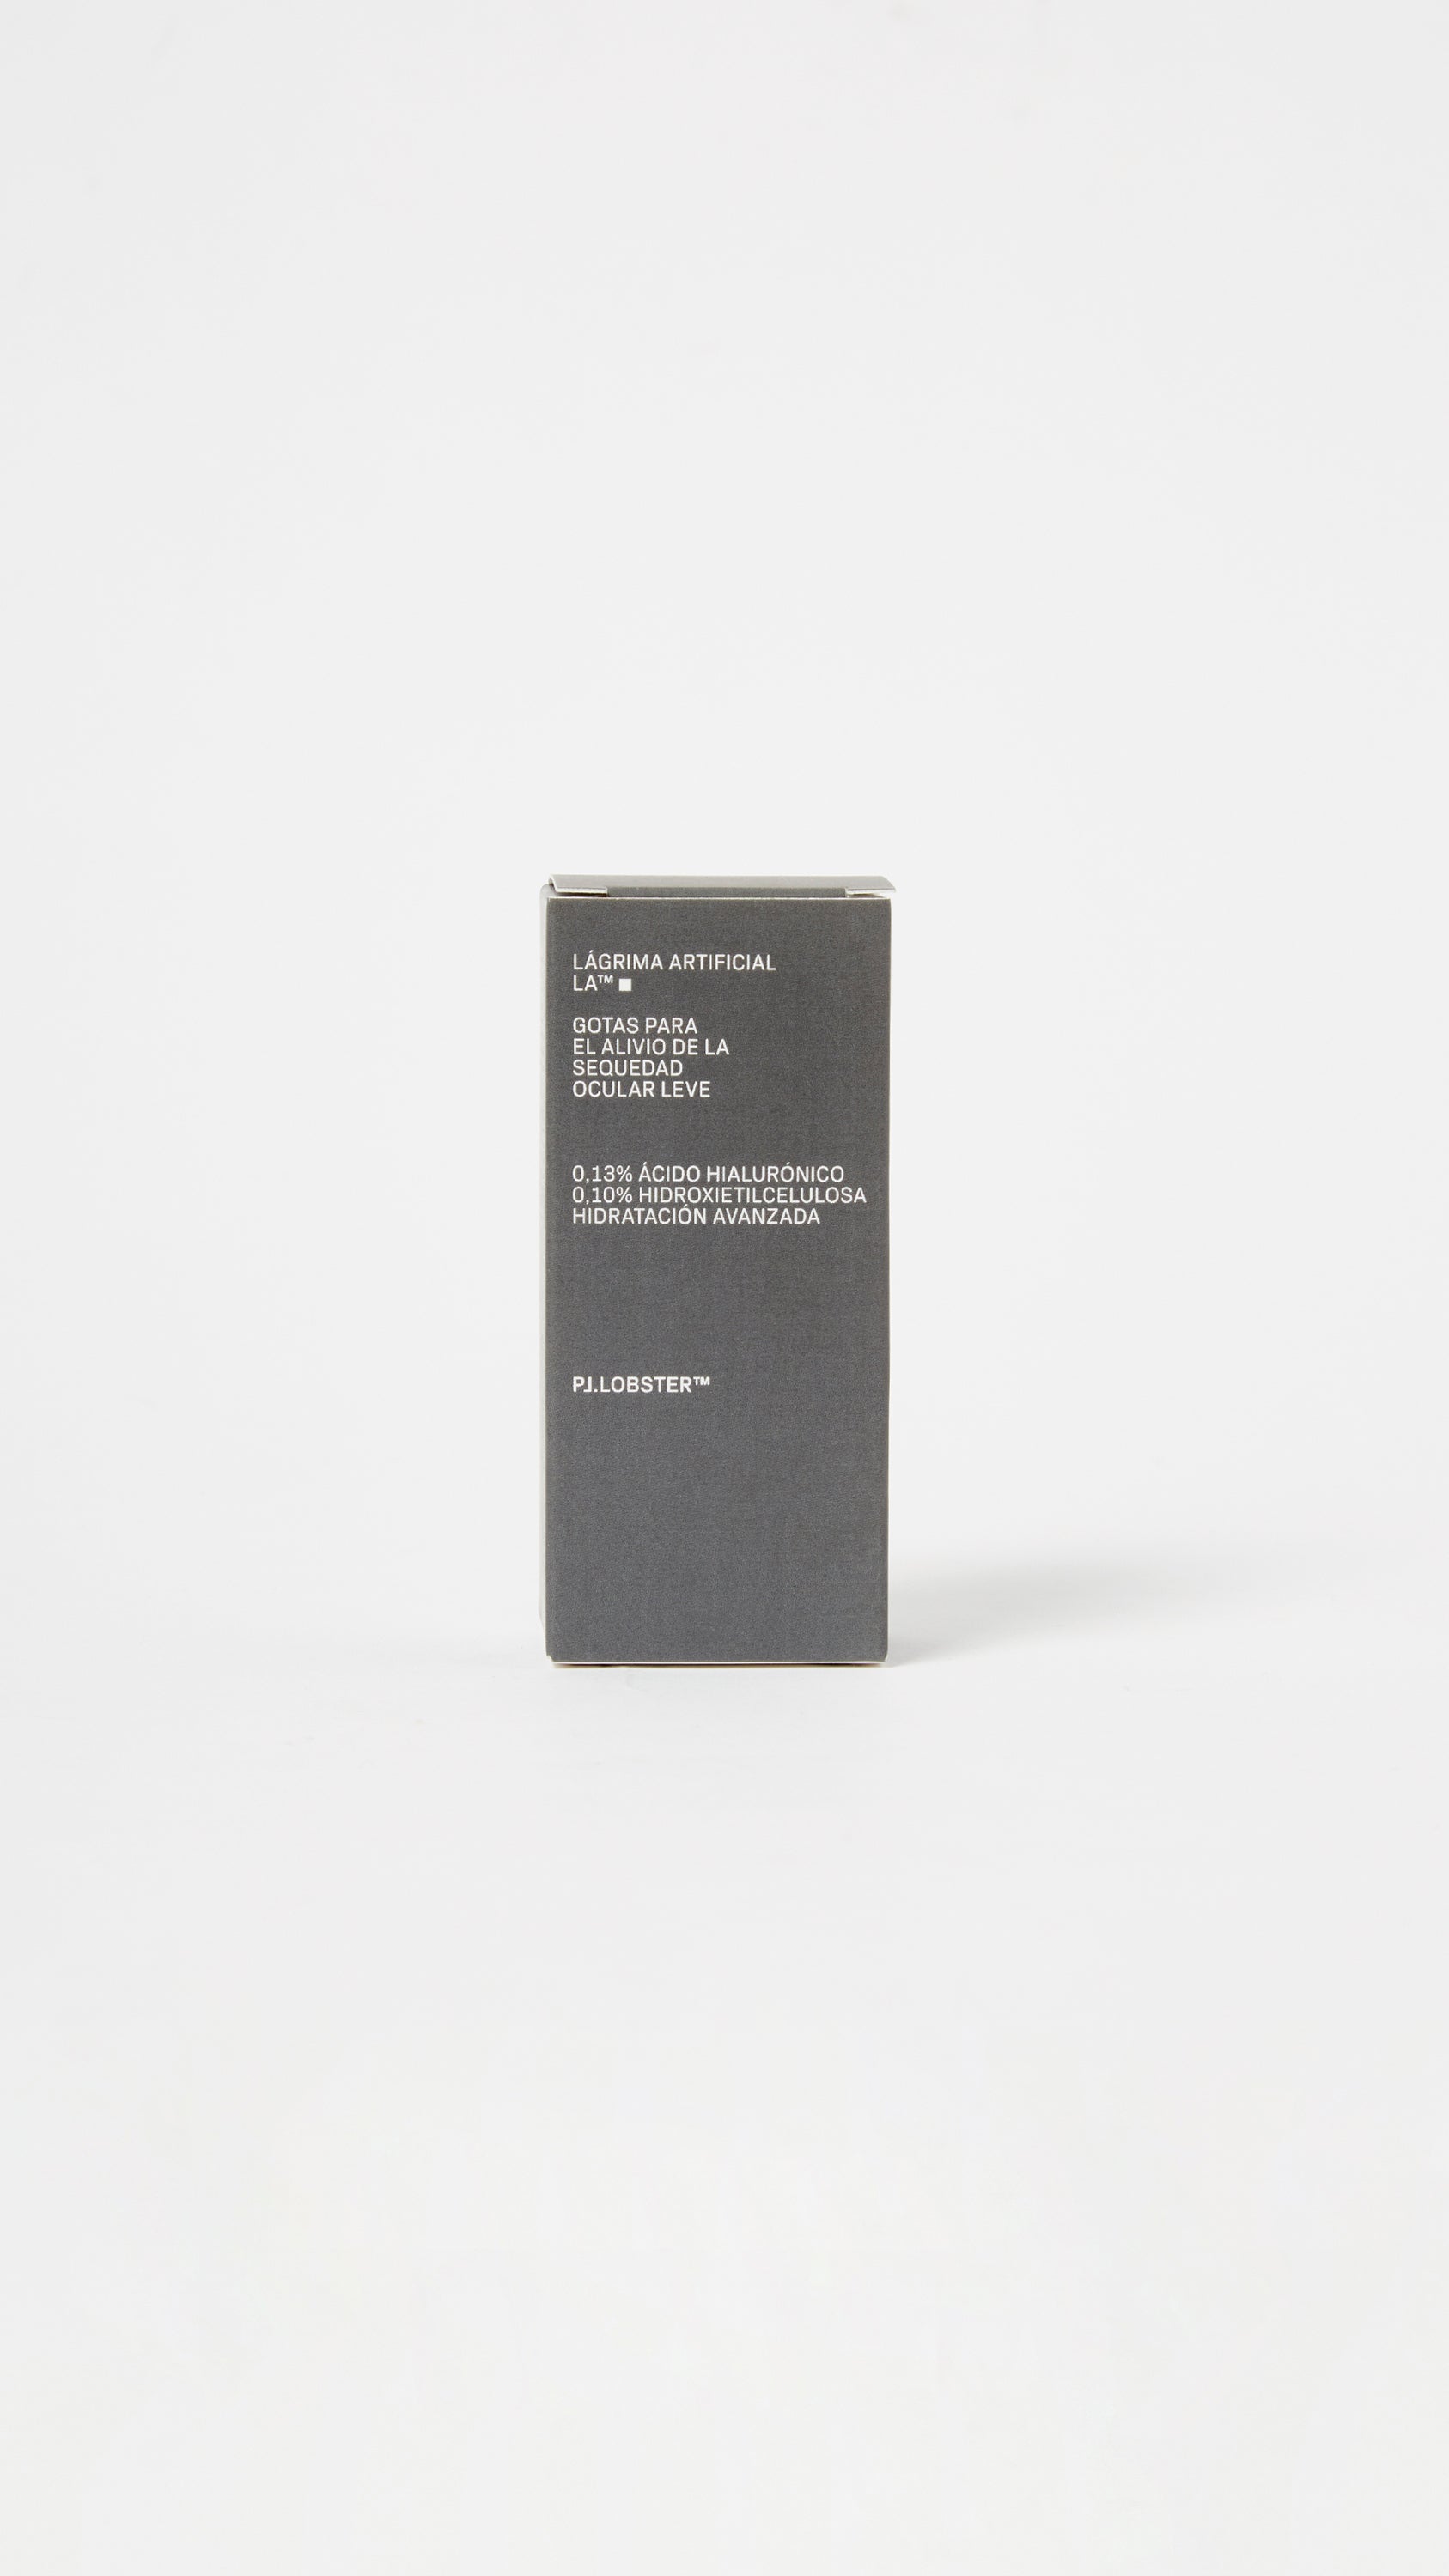 LÁGRIMA ARTIFICIAL
LA™ ■
GOTAS PARA
EL ALIVIO DE LA
SEQUEDAD
OCULAR LEVE
0,13% ÁCIDO HIALURÓNICO
0,10% HIDROXIETILCELULOSA
HIDRATACIÓN AVANZADA
PJ.LOBSTER™